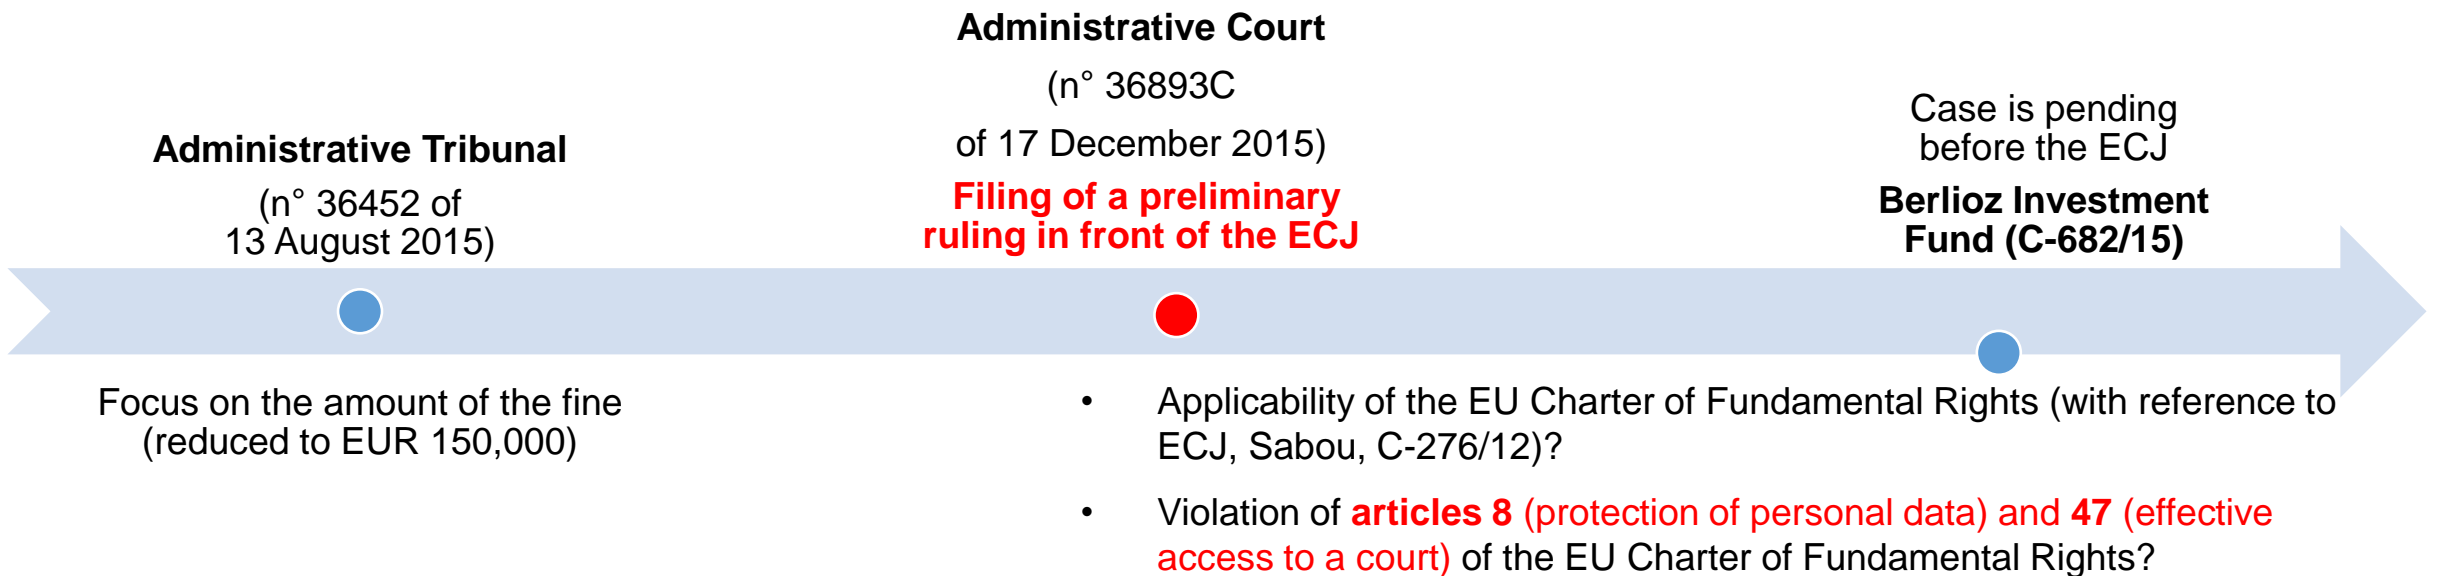 Administrative Tribunal
(n° 36452 of
13 August 2015)
Focus on the amount of the fine
(reduced to EUR 150,000)
Administrative Court
(n° 36893C
of 17 December 2015)
Filing of a preliminary
ruling in front of the ECJ
• Applicability of the EU Charter of Fundamental Rights (with reference to
ECJ, Sabou, C-276/12)?
• Violation of articles 8 (protection of personal data) and 47 (effective
access to a court) of the EU Charter of Fundamental Rights?
Case is pending
before the ECJ
Berlioz Investment
Fund (C-682/15)